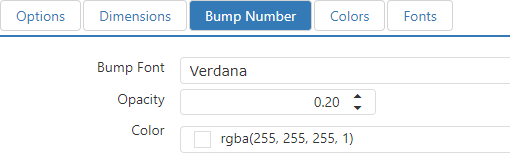 Options Dimensions Bump Number Colors Fonts
Bump Font Verdana
Opacity 0.20
Color rgba(255, 255, 255, 1)